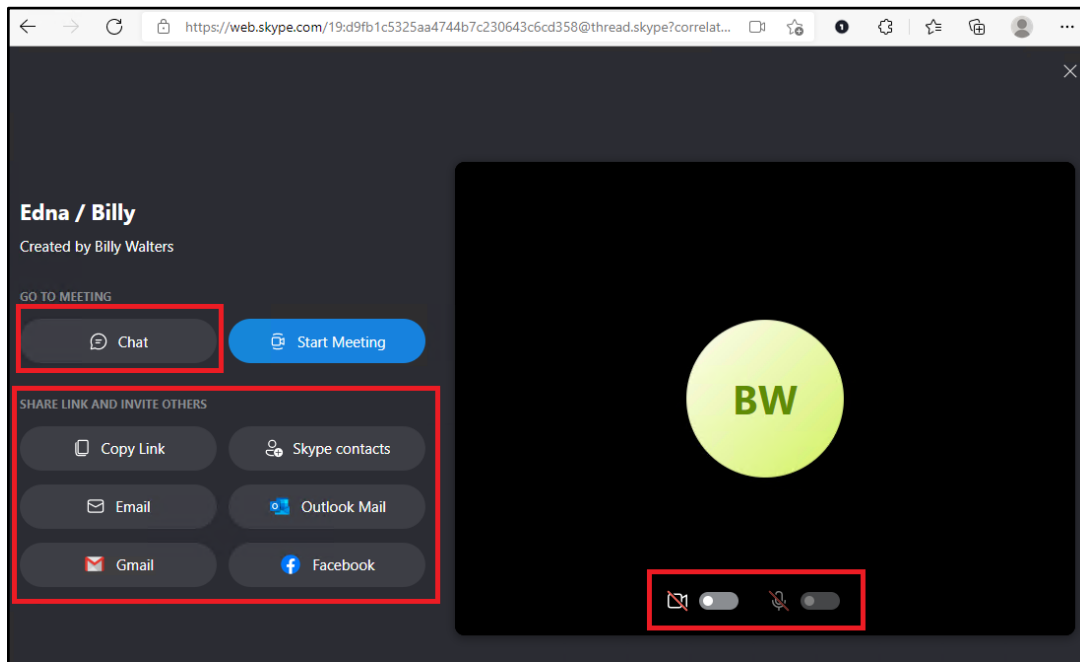 https://web.skype.com/19:d9fb1c5325aa4744b7c230643c6cd358@thread.skype?correlat...
Edna / Billy
Created by Billy Walters
GO TO MEETING
Chat
Start Meeting
SHARE LINK AND INVITE OTHERS
Copy Link
Skype contacts
Email
Outlook Mail
Gmail
Facebook
BW